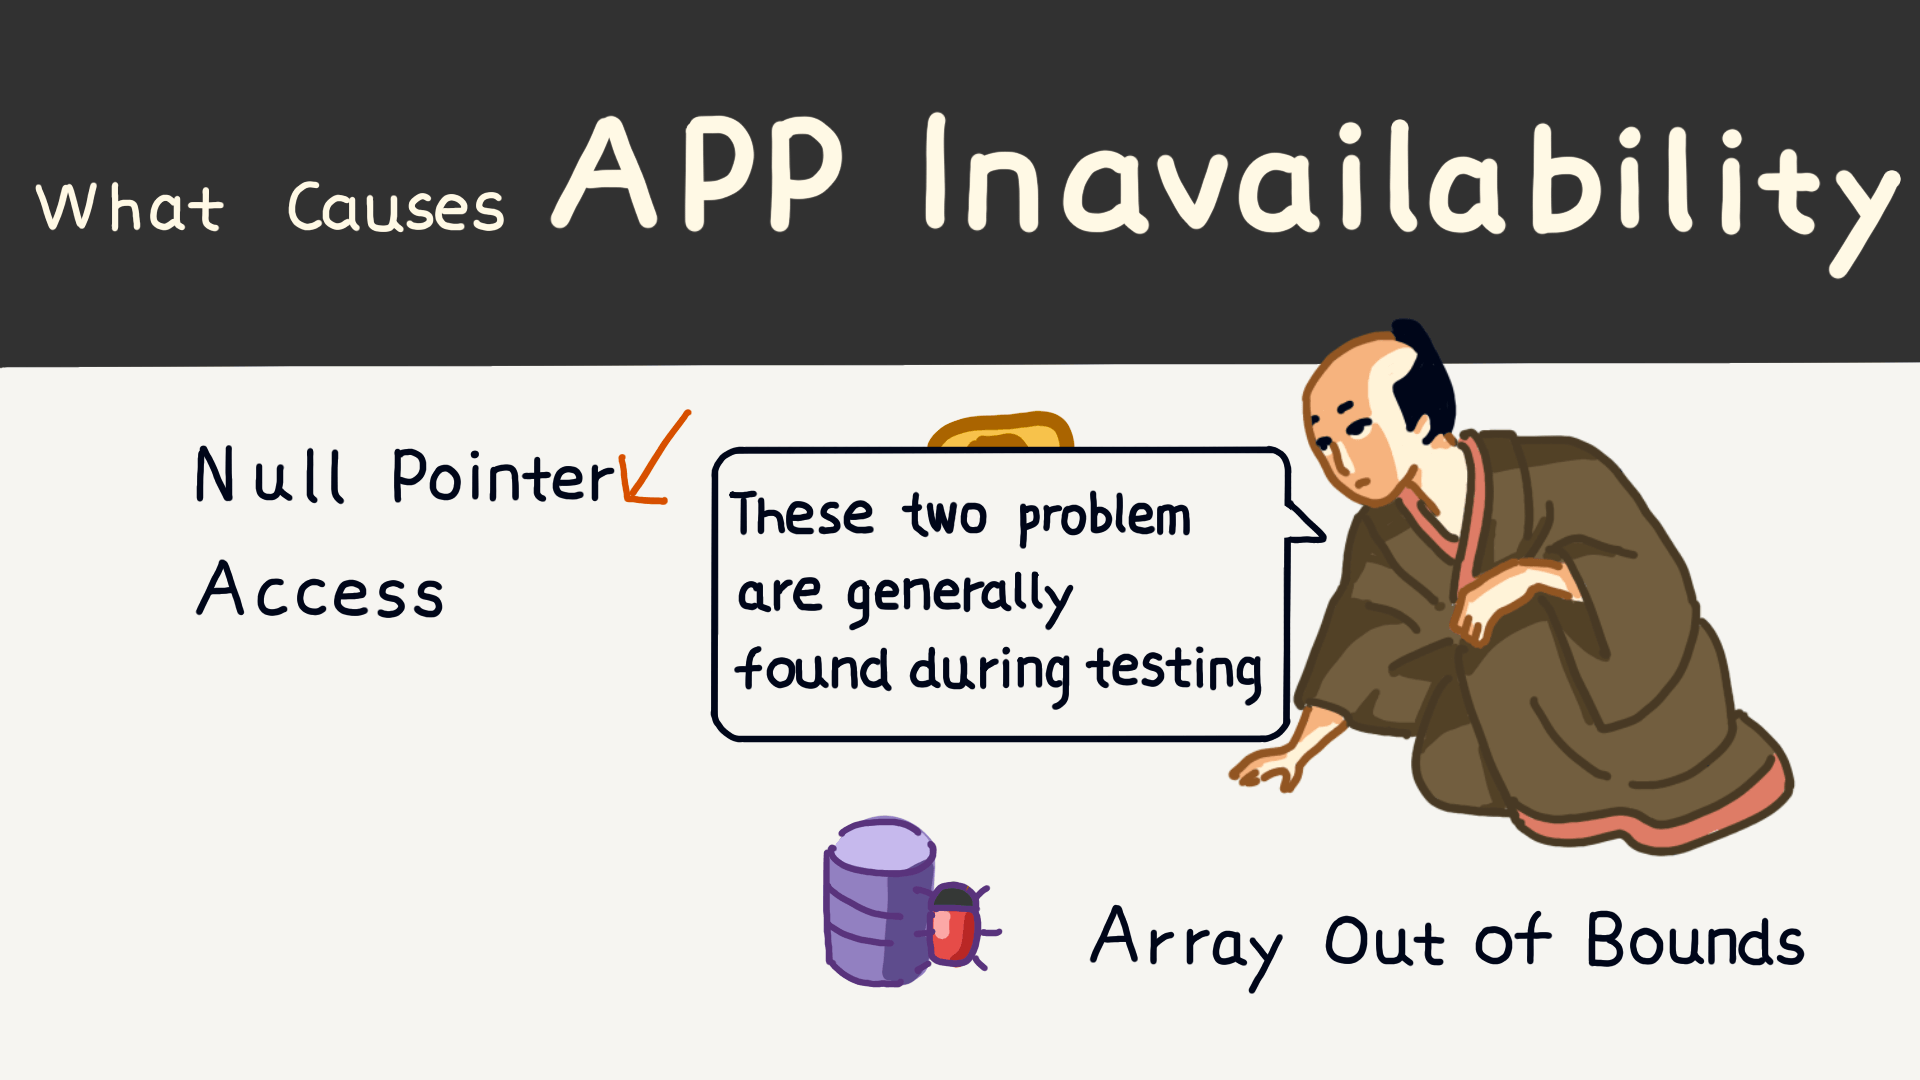 What Causes APP Inavailability
Null Pointer
Access
These two problem
are generally
found during testing
Array Out of Bounds